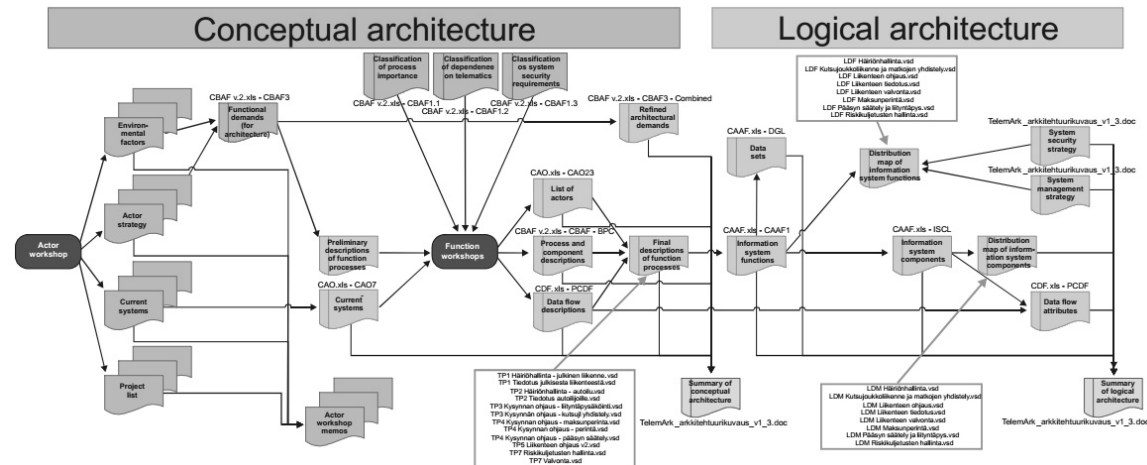 Conceptual architecture
Logical architecture
Classification
of process
importance
Classification
of dependence
on telematics
Classification
os system
security
requirements
CBAF v.2.xls - CBAF1.1
CBAF v.2.xls - CBAF1.2
CBAF v.2.xls - CBAF1.3
CBAF v.2.xls - CBAF3
CBAF v.2.xls - CBAF3 - Combined
Environ-
mental
factors
Functional
demands
(for
architecture)
Refined
architectural
demands
Actor
strategy
Actor
workshop
Current
systems
Project
list
Actor
workshop
memos
Preliminary
descriptions
of function
processes
CAO.xls - CAO7
Current
systems
Function
workshops
CAO.xls - CAO23
List of
actors
CBAF v.2.xls - CBAF - BPC
Process and
component
descriptions
CDF.xls - PCDF
Data flow
descriptions
Final
descriptions
of function
processes
TP1 Häiriönhallinta - julkinen liikenne.vsd
TP1 Tiedotus julkisesta liikenteestä.vsd
TP2 Häiriönhallinta - autoliu.vsd
TP2 Tiedotus autoilijoille.vsd
TP3 Kysynnan ohjaus - liityntäpysäköinti.vsd
TP3 Kysynnän ohjaus - kutsuji yhdistely.vsd
TP4 Kysynnan ohjaus - maksunperinta.vsd
TP4 Kysynnan ohjaus - perintä.vsd
TP4 Kysynnan ohjaus - pääsyn säätely.vsd
TP5 Liikenteen ohjaus v2.vsd
TP7 Riskikuljetusten hallinta.vsd
TP7 Valvonta.vsd
Summary of
conceptual
architecture
TelemArk_arkkitehtuurikuvaus_v1_3.doc
LDF Häiriönhallinta.vsd
LDF Kutsujoukkoliikenne ja matkojen yhdistely.vsd
LDF Liikenteen ohjaus.vsd
LDF Liikenteen tiedotus.vsd
LDF Liikenteen valvonta.vsd
LDF Maksunperintä.vsd
LDF Pääsyn säätely ja liityntäpys.vsd
LDF Riskikuljetusten hallinta.vsd
CAAF.xls - DGL
Data
sets
Distribution
map of
information
system functions
TelemArk_arkkitehtuurikuvaus_v1_3.doc
System
security
strategy
TelemArk_arkkitehtuurikuvaus_v1_3.doc
System
management
strategy
CAAF.xls - CAAF1
Information
system
functions
CAAF.xls - ISCL
Information
system
components
Distribution
map of inform-
ation system
components
CDF.xls - PCDF
Data flow
attributes
LDM Häiriönhallinta.vsd
LDM Kutsujoukkoliikenne ja matkojen yhdistely.vsd
LDM Liikenteen ohjaus.vsd
LDM Liikenteen tiedotus.vsd
LDM Liikenteen valvonta.vsd
LDM Maksunperintä.vsd
LDM Pääsyn säätely ja liityntäpys.vsd
LDM Riskikuljetusten hallinta.vsd
Summary
of logical
architecture
TelemArk_arkkitehtuurikuvaus_v1_3.doc